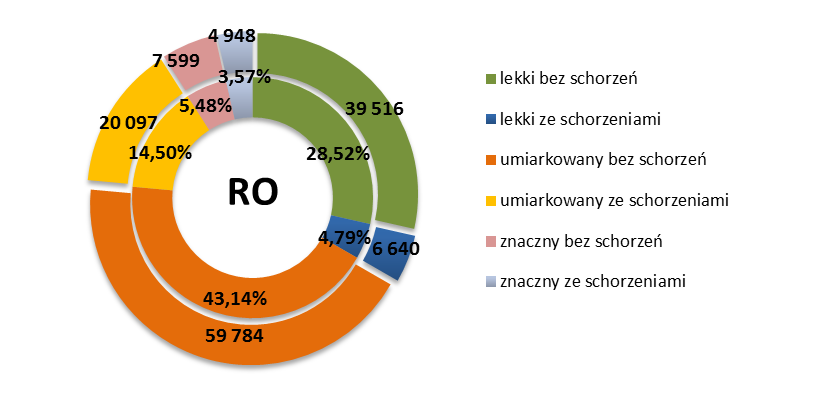 4 948
7 599
3,57%
39 516
5,48%
20 097
14,50%
28,52%
RO
4,79%
6 640
43,14%
59 784
lekki bez schorzeń
lekki ze schorzeniami
umiarkowany bez schorzeń
umiarkowany ze schorzeniami
znaczny bez schorzeń
znaczny ze schorzeniami